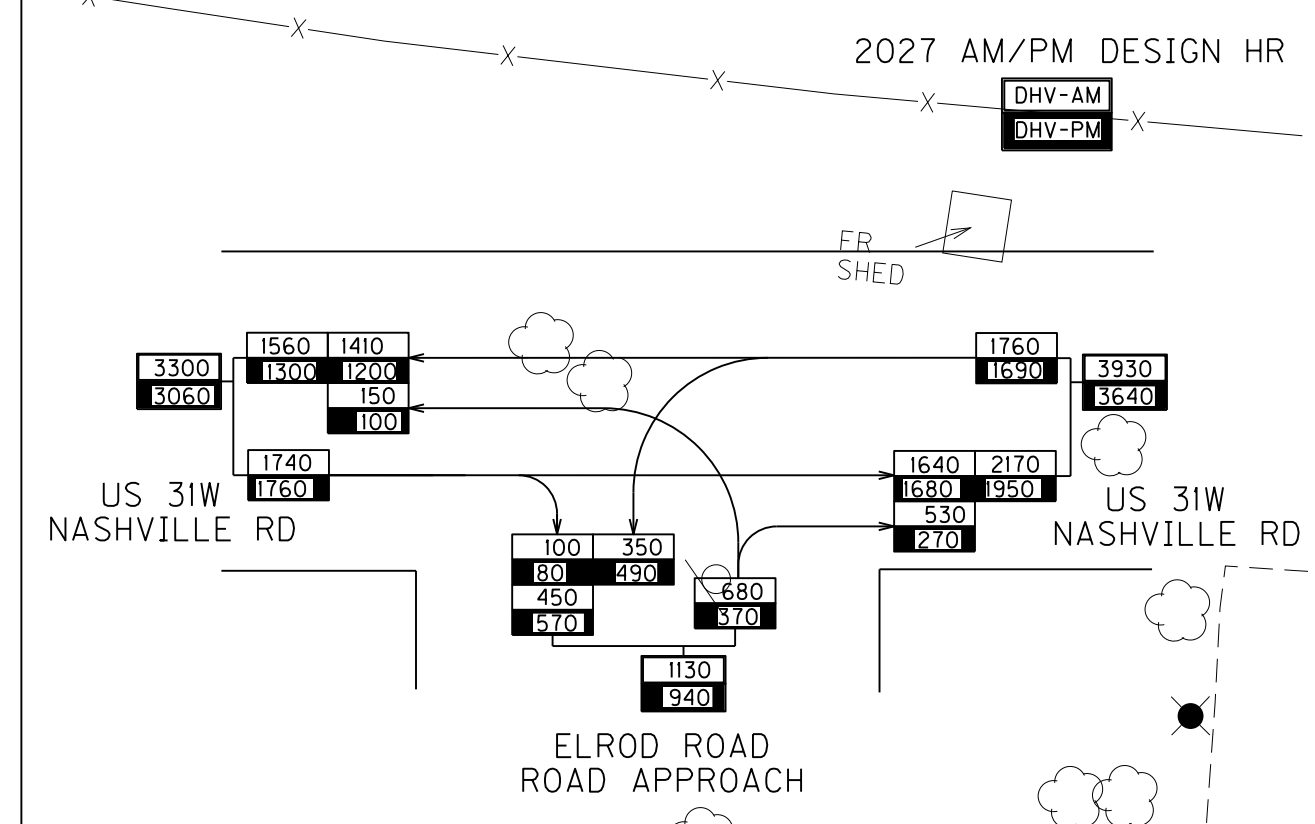 2027 AM/PM DESIGN HR
DHV-AM
DHV-PM
FR
SHED
1560 1410
1300 1200
3300
3060
150
100
1760
1690
3930
3640
1740
1760
1640 2170
1680 1950
530
270
US 31W
NASHVILLE RD
US 31W
NASHVILLE RD
100 350
80 490
450
570
680
370
1130
940
ELROD ROAD
ROAD APPROACH